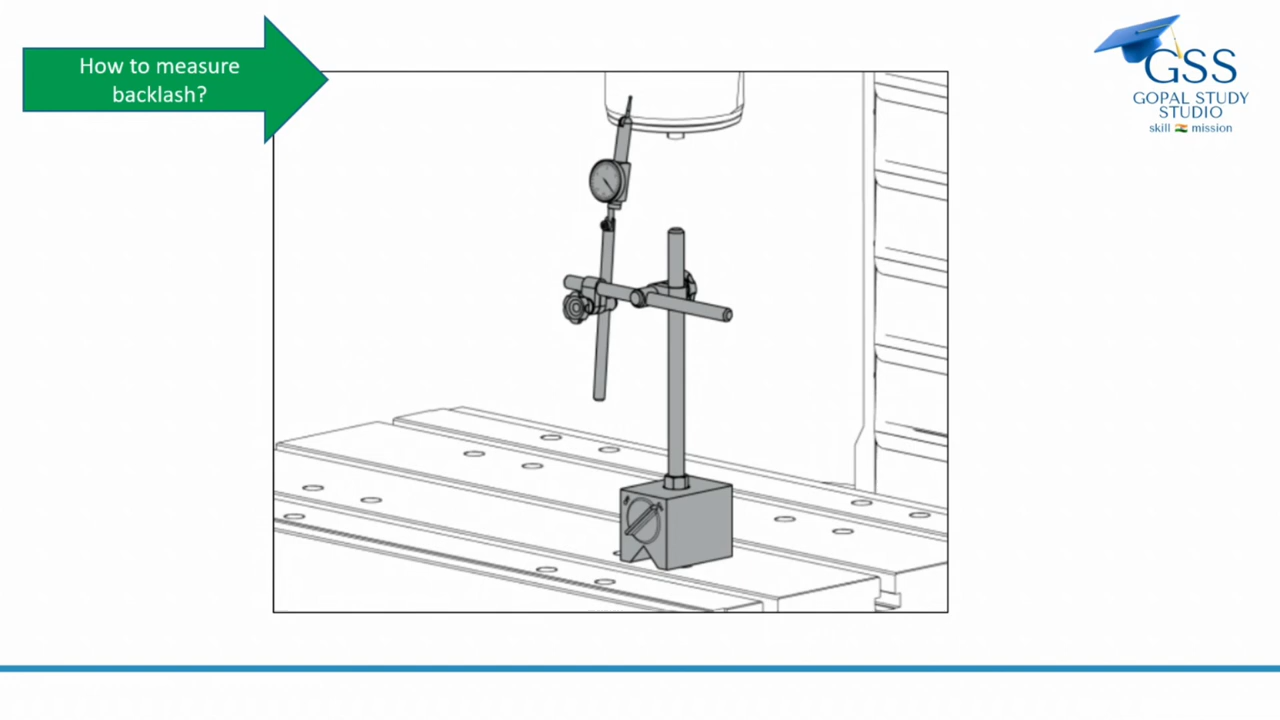 How to measure
backlash?
GSS
GOPAL STUDY
STUDIO
skill mission